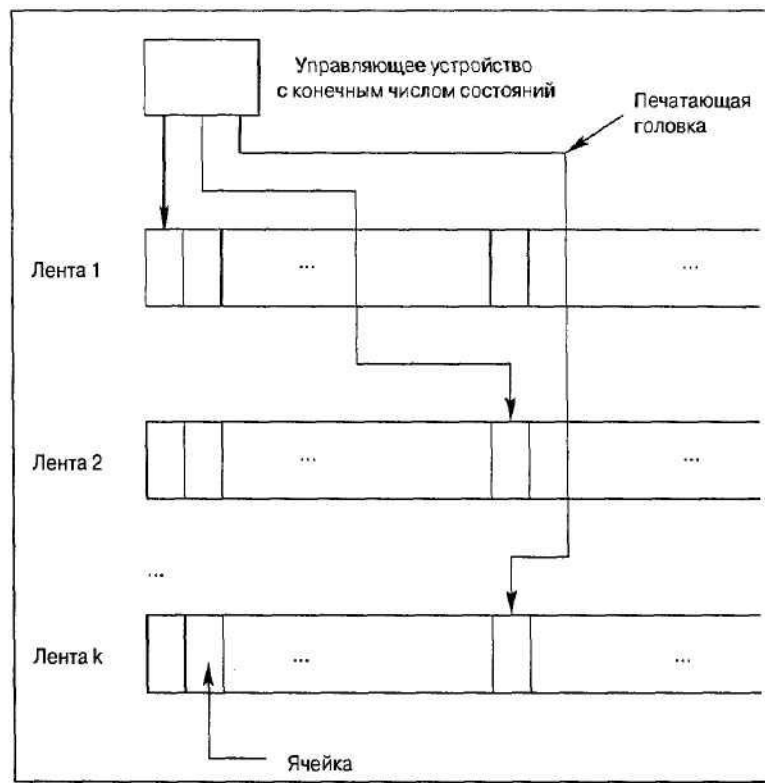 Управляющее устройство
с конечным числом состояний
Печатающая
головка
Лента 1
...
...
Лента 2
...
...
...
Лента k
...
...
Ячейка